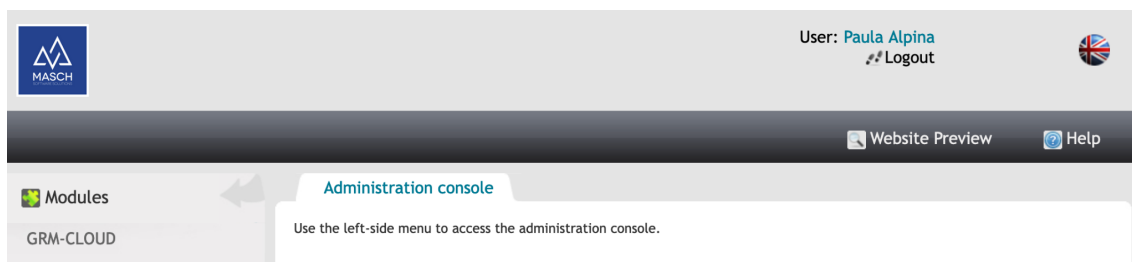 User: Paula Alpina
MASCH
Logout
Website Preview
Help
Modules
Administration console
GRM-CLOUD
Use the left-side menu to access the administration console.